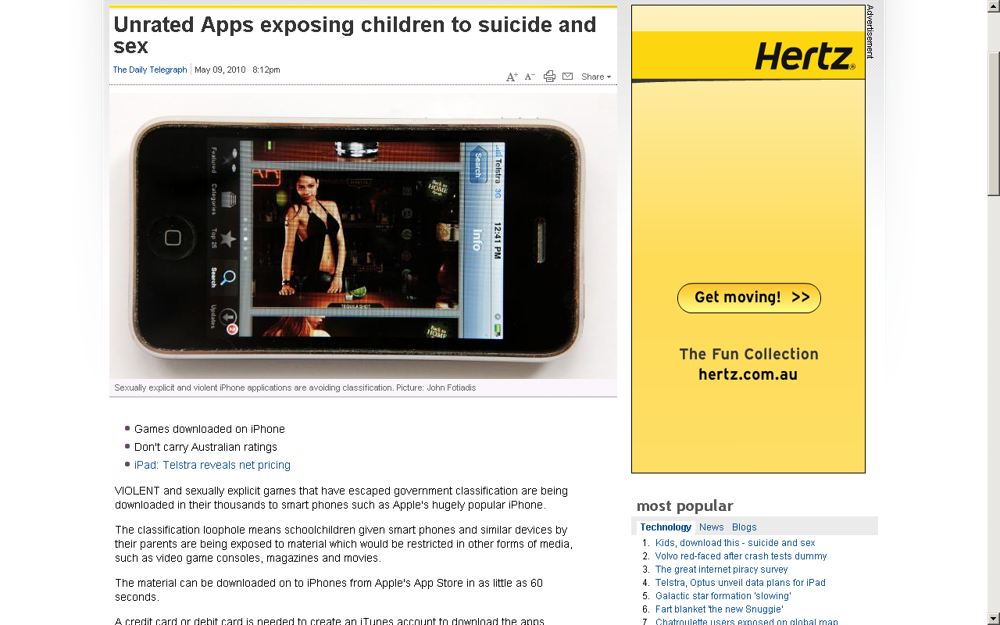 Unrated Apps exposing children to suicide and
sex
The Daily Telegraph May 09, 2010 8:12pm
A+ A− Share
Telstra 3G 12:41 PM
Search Info
Back to HOME
TEQUILA SHOT
Back to HOME
Featured Categories Top 25 Search Updates 2
Sexually explicit and violent iPhone applications are avoiding classification. Picture: John Fotiadis
Games downloaded on iPhone
Don't carry Australian ratings
iPad: Telstra reveals net pricing
VIOLENT and sexually explicit games that have escaped government classification are being
downloaded in their thousands to smart phones such as Apple's hugely popular iPhone.
The classification loophole means schoolchildren given smart phones and similar devices by
their parents are being exposed to material which would be restricted in other forms of media,
such as video game consoles, magazines and movies.
The material can be downloaded on to iPhones from Apple's App Store in as little as 60
seconds.
A credit card or debit card is needed to create an iTunes account to download the apps
Advertisement
Hertz®
Get moving! >>
The Fun Collection
hertz.com.au
most popular
Technology News Blogs
1. Kids, download this - suicide and sex
2. Volvo red-faced after crash tests dummy
3. The great internet piracy survey
4. Telstra, Optus unveil data plans for iPad
5. Galactic star formation 'slowing'
6. Fart blanket 'the new Snuggie'
7. Chatroulette users exposed on global map